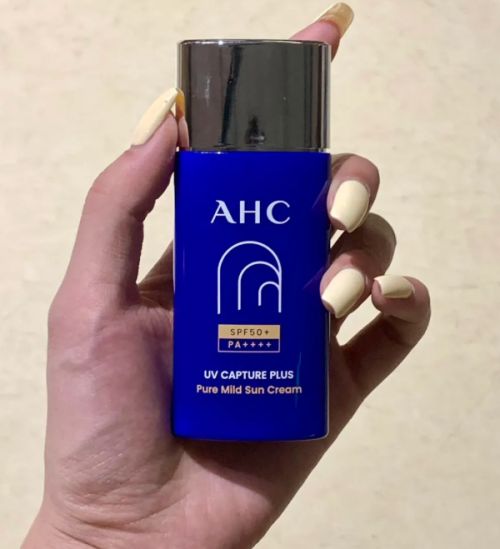 AHC
SPF50+
PA++++
UV CAPTURE PLUS
Pure Mild Sun Cream